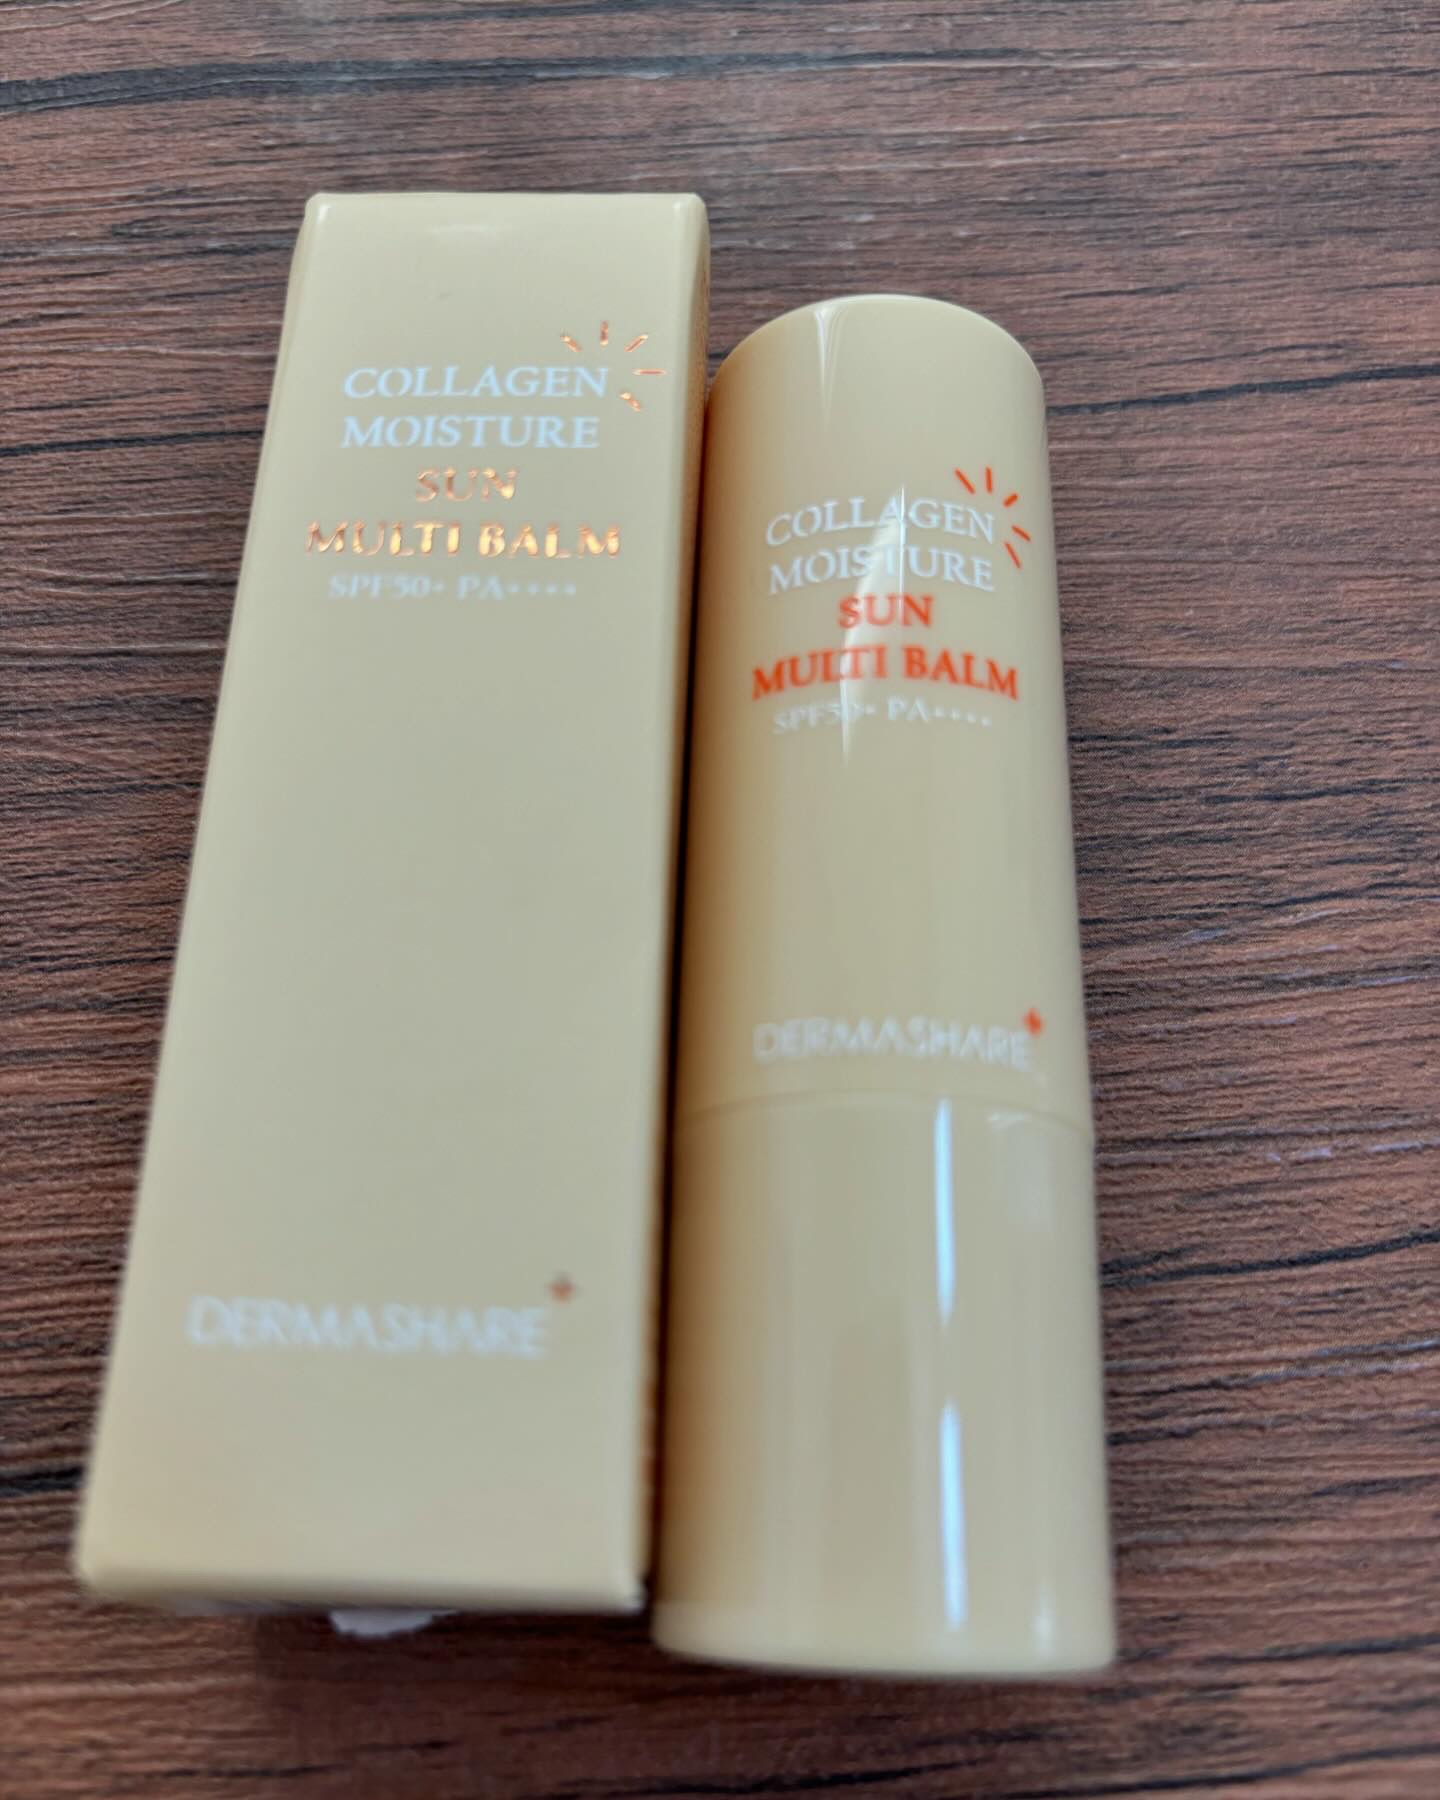 COLLAGEN
MOISTURE
SUN
MULTI BALM
SPF50+ PA++++
DERMASHARE
COLLAGEN
MOISTURE
SUN
MULTI BALM
SPF50+ PA++++
DERMASHARE